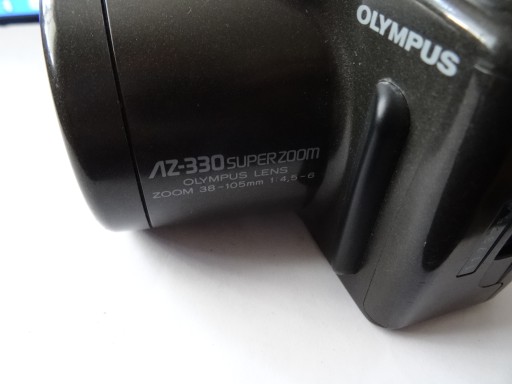 OLYMPUS
AZ-330 SUPERZOOM
OLYMPUS LENS
ZOOM 38-105mm 1:4,5-6